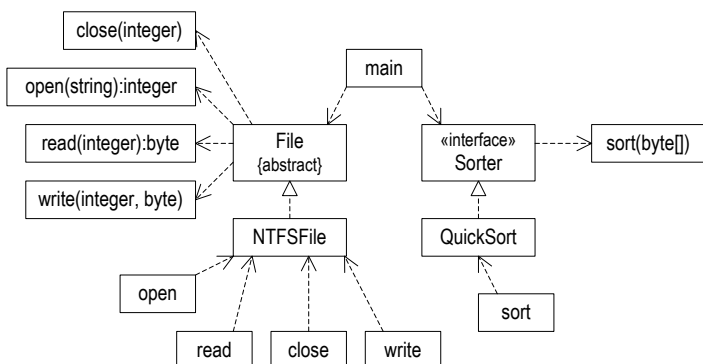 close(integer)
main
open(string):integer
read(integer):byte
File
{abstract}
«interface»
Sorter
sort(byte[])
write(integer, byte)
NTFSFile
QuickSort
open
sort
read
close
write